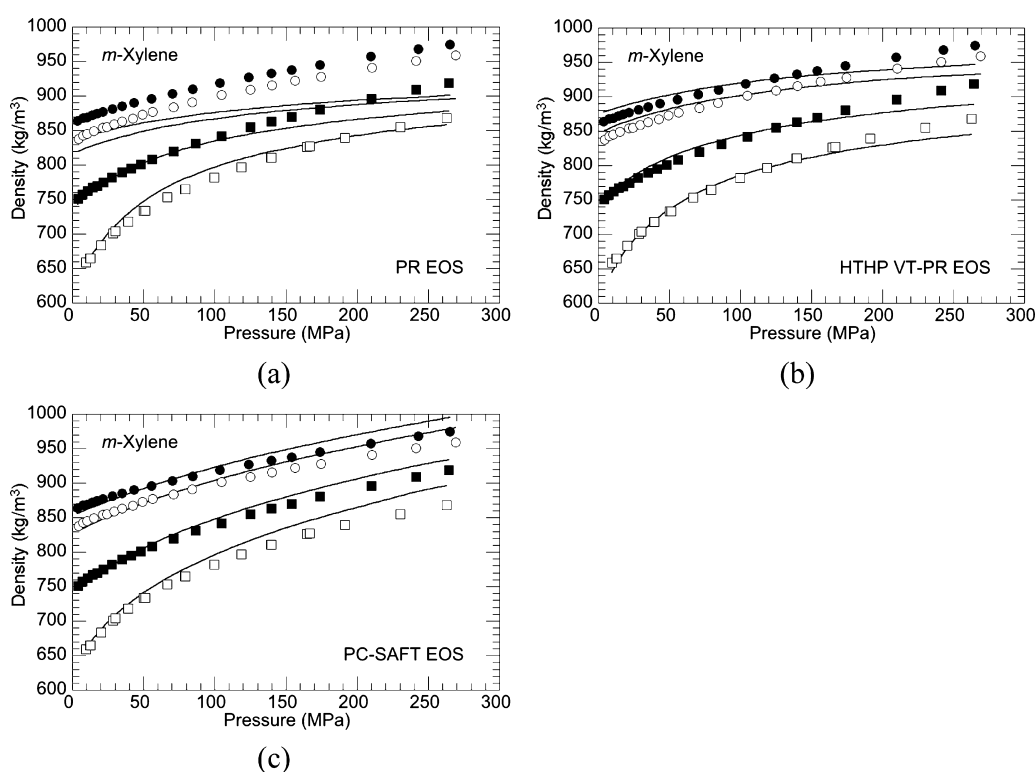 1000
950
900
850
800
750
700
650
600
Density (kg/m³)
m-Xylene
PR EOS
0 50 100 150 200 250 300
Pressure (MPa)
(a)
1000
950
900
850
800
750
700
650
600
Density (kg/m³)
m-Xylene
HTHP VT-PR EOS
0 50 100 150 200 250 300
Pressure (MPa)
(b)
1000
950
900
850
800
750
700
650
600
Density (kg/m³)
m-Xylene
PC-SAFT EOS
0 50 100 150 200 250 300
Pressure (MPa)
(c)